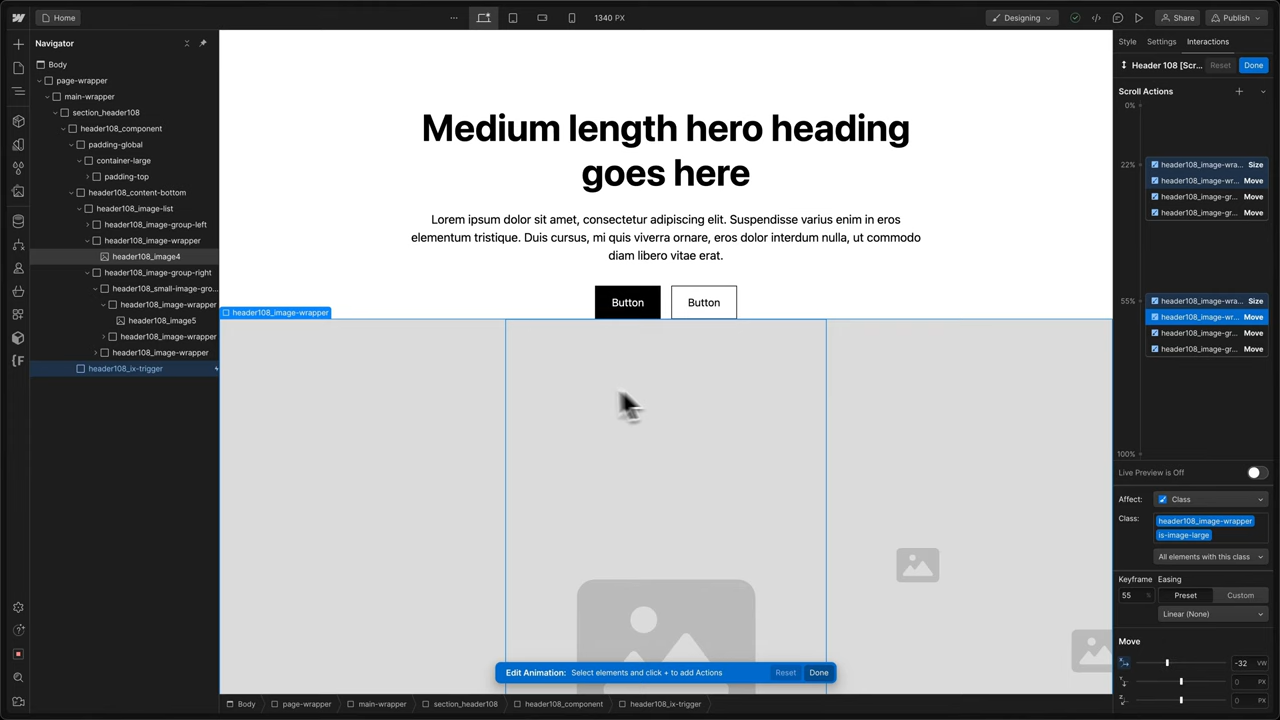 Home
1340 PX
Designing
Share
Publish
Navigator
Body
page-wrapper
main-wrapper
section_header108
header108_component
padding-global
container-large
padding-top
header108_content-bottom
header108_image-list
header108_image-group-left
header108_image-wrapper
header108_image4
header108_image-group-right
header108_small-image-gro...
header108_image-wrapper
header108_image5
header108_image-wrapper
header108_image-wrapper
header108_ix-trigger
Medium length hero heading
goes here
Lorem ipsum dolor sit amet, consectetur adipiscing elit. Suspendisse varius enim in eros
elementum tristique. Duis cursus, mi quis viverra ornare, eros dolor interdum nulla, ut commodo
diam libero vitae erat.
Button Button
header108_image-wrapper
Edit Animation: Select elements and click + to add Actions Reset Done
Body page-wrapper main-wrapper section_header108 header108_component header108_ix-trigger
Style Settings Interactions
Header 108 [Scr... Reset Done
Scroll Actions
0%
22% header108_image-wra... Size
header108_image-wr... Move
header108_image-gr... Move
header108_image-gr... Move
55% header108_image-wra... Size
header108_image-wr... Move
header108_image-gr... Move
header108_image-gr... Move
100%
Live Preview is Off
Affect: Class
Class: header108_image-wrapper
is-image-large
All elements with this class
Keyframe Easing
55 % Preset Custom
Linear (None)
Move
-32 VW
0 PX
0 PX